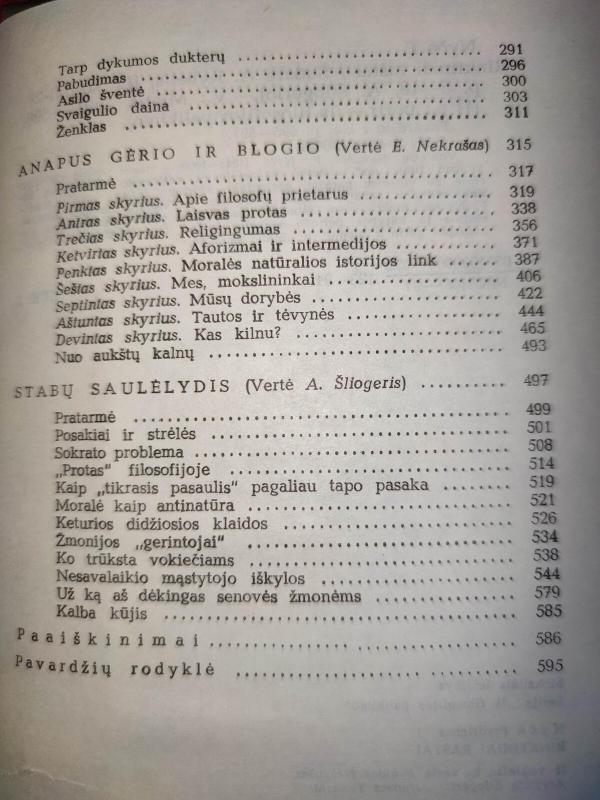 Tarp dykumos dukterų 291
Pabudimas 296
Asilo šventė 300
Svaigulio daina 303
Ženklas 311
ANAPUS GĖRIO IR BLOGIO (Vertė E. Nekrašas) 315
Pratarmė 317
Pirmas skyrius. Apie filosofų prietarus 319
Antras skyrius. Laisvas protas 338
Trečias skyrius. Religingumas 356
Ketvirtas skyrius. Aforizmai ir intermedijos 371
Penktas skyrius. Moralės natūralios istorijos link 387
Šeštas skyrius. Mes, mokslininkai 406
Septintas skyrius. Mūsų dorybės 422
Aštuntas skyrius. Tautos ir tėvynės 444
Devintas skyrius. Kas kilnu? 465
Nuo aukštų kalnų 493
STABŲ SAULĖLYDIS (Vertė A. Šliogeris) 497
Pratarmė 499
Posakiai ir strėlės 501
Sokrato problema 508
„Protas" filosofijoje 514
Kaip „tikrasis pasaulis" pagaliau tapo pasaka 519
Moralė kaip antinatūra 521
Keturios didžiosios klaidos 526
Žmonijos „gerintojai" 534
Ko trūksta vokiečiams 538
Nesavalaikio mąstytojo iškylos 544
Už ką aš dėkingas senovės žmonėms 579
Kalba kūjis 585
Paaiškinimai 586
Pavardžių rodyklė 595